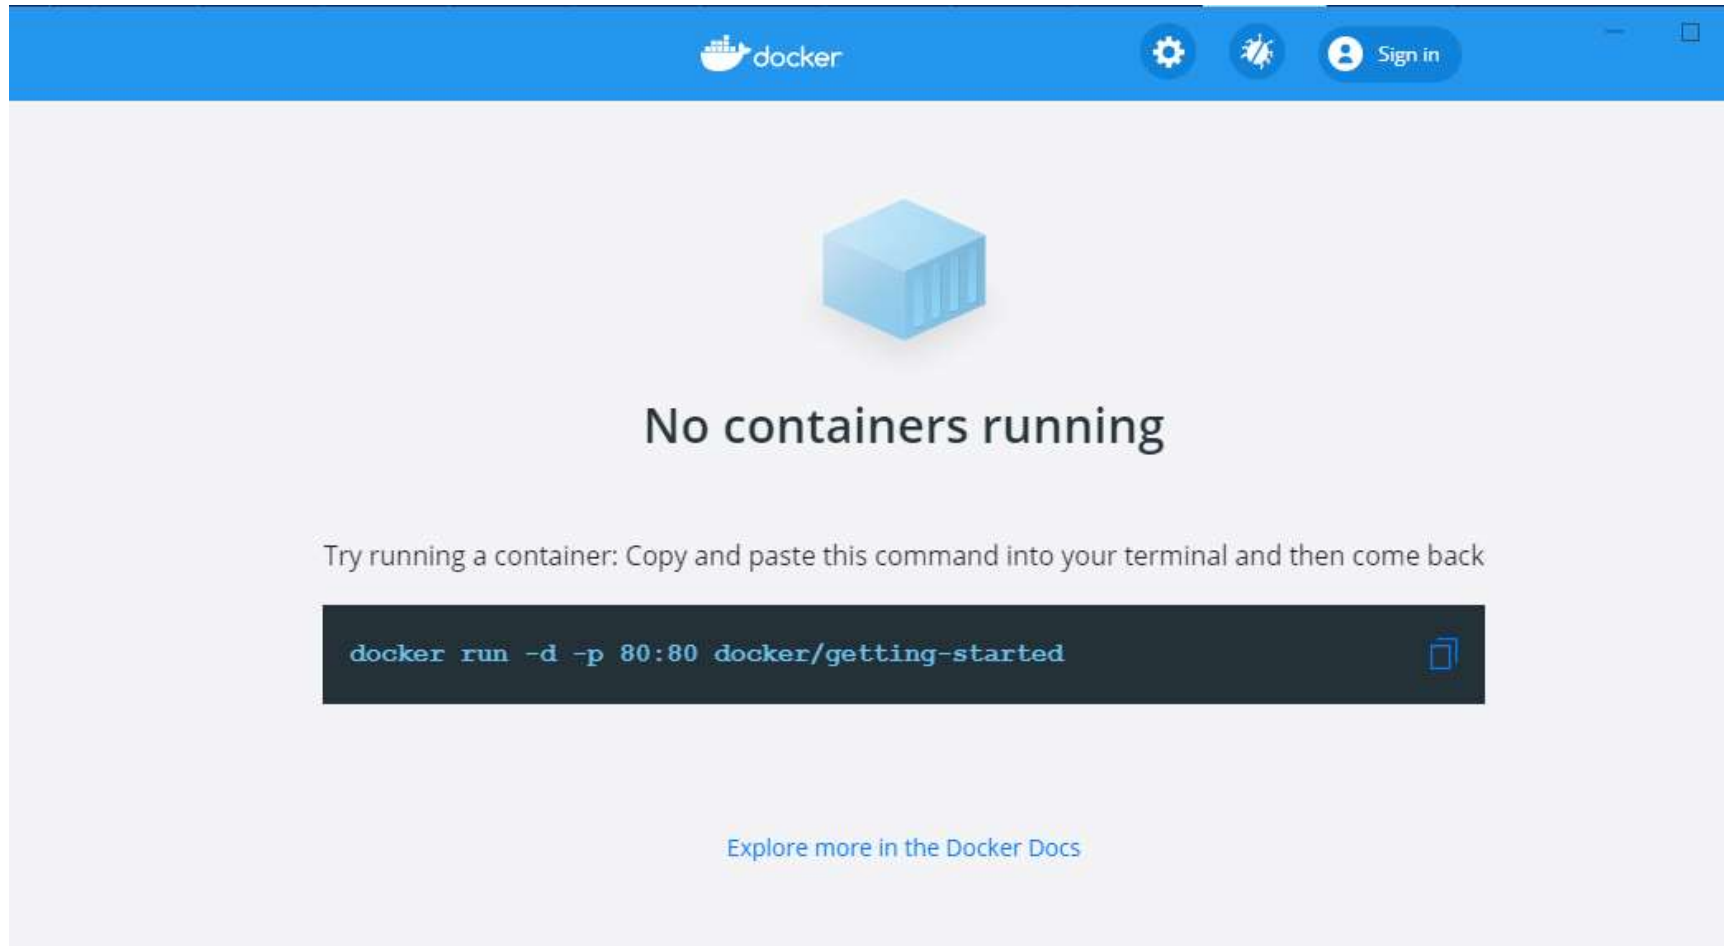 docker
Sign in
No containers running
Try running a container: Copy and paste this command into your terminal and then come back
docker run -d -p 80:80 docker/getting-started
Explore more in the Docker Docs